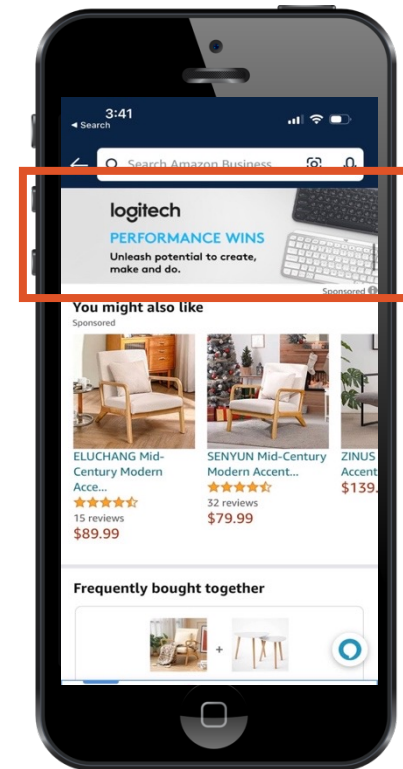 3:41
Search
Search Amazon Business
logitech
PERFORMANCE WINS
Unleash potential to create,
make and do.
Sponsored
You might also like
Sponsored
ELUCHANG Mid-
Century Modern
Acce...
15 reviews
$89.99
SENYUN Mid-Century
Modern Accent...
32 reviews
$79.99
ZINUS
Accent
$139.
Frequently bought together
+